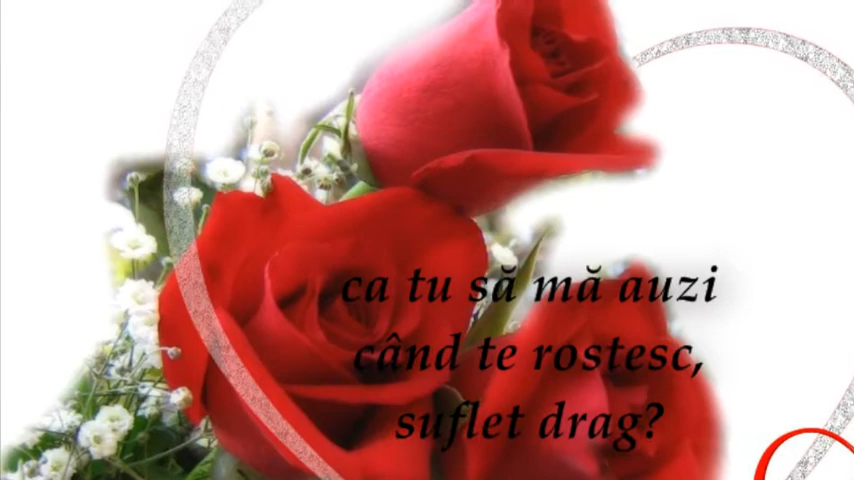 ca tu să mă auzi
când te rostesc,
suflet drag?